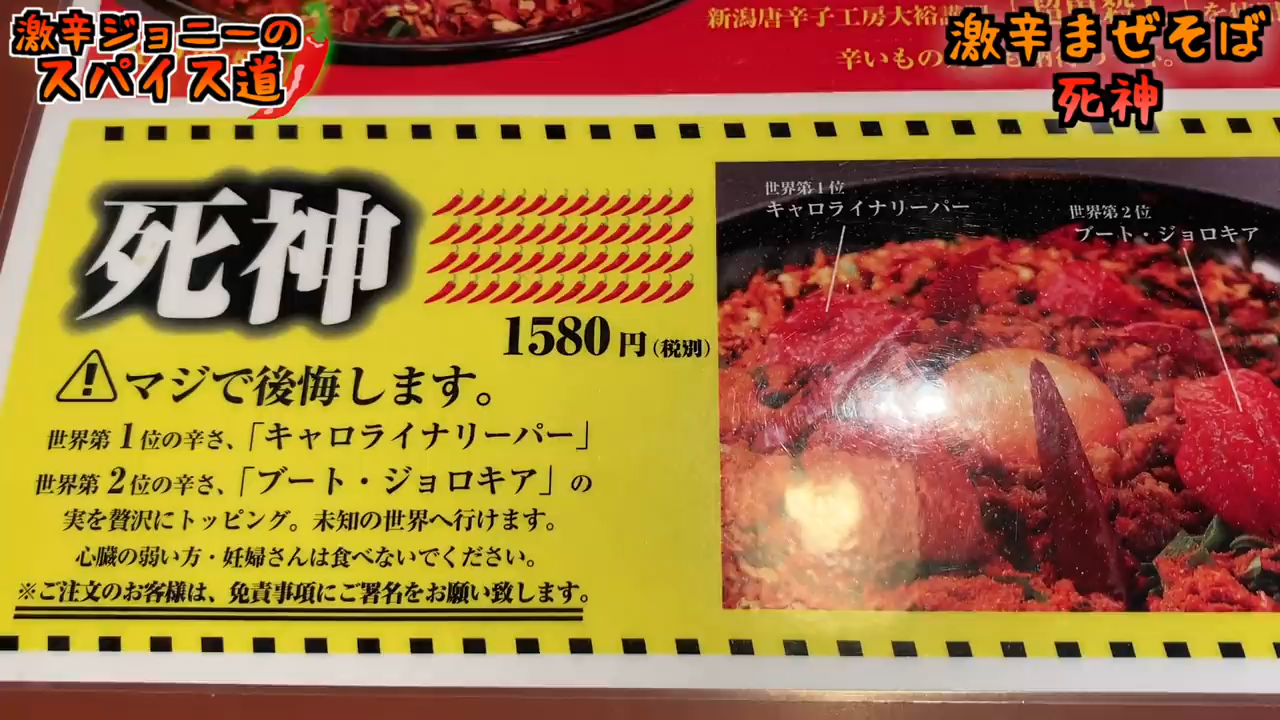 激辛ジョニーの
スパイス道
激辛まぜそば
死神
新潟唐辛子工房大裕
辛いもの
死神
1580円(税別)
マジで後悔します。
世界第1位の辛さ、「キャロライナリーパー」
世界第2位の辛さ、「ブート・ジョロキア」の
実を贅沢にトッピング。未知の世界へ行けます。
心臓の弱い方・妊婦さんは食べないでください。
※ご注文のお客様は、免責事項にご署名をお願い致します。
世界第1位
キャロライナリーパー
世界第2位
ブート・ジョロキア